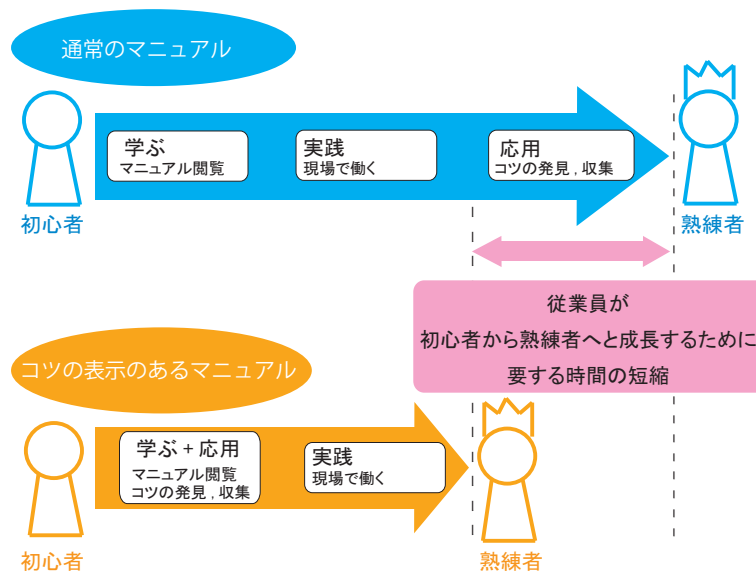 通常のマニュアル
学ぶ
マニュアル閲覧
実践
現場で働く
応用
コツの発見 , 収集
初心者
熟練者
従業員が
初心者から熟練者へと成長するために
要する時間の短縮
コツの表示のあるマニュアル
学ぶ + 応用
マニュアル閲覧
コツの発見 , 収集
実践
現場で働く
初心者
熟練者